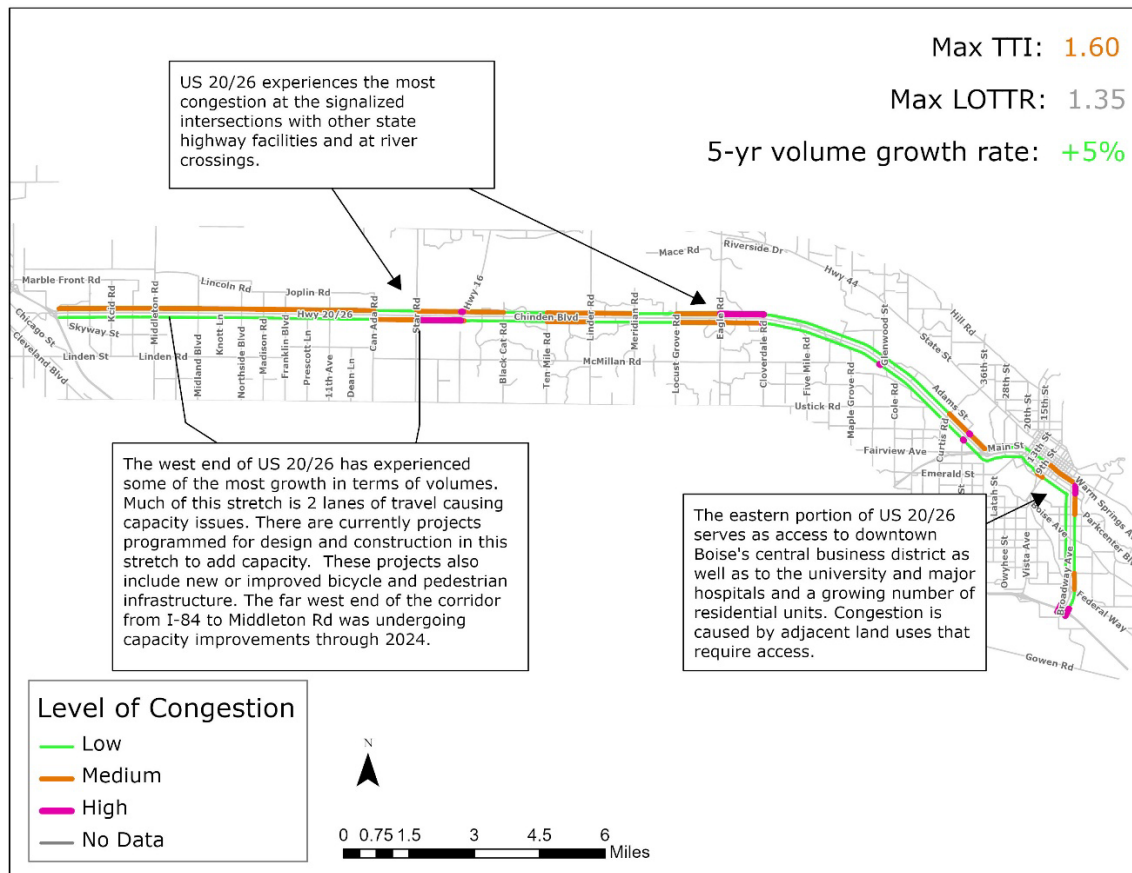 Max TTI: 1.60
Max LOTTR: 1.35
5-yr volume growth rate: +5%
US 20/26 experiences the most
congestion at the signalized
intersections with other state
highway facilities and at river
crossings.
Mace Rd
Riverside Dr
Hwy 44
Hill Rd
State St
36th St
28th St
20th St
15th St
13th St
9th St
Marble Front Rd
Lincoln Rd
Joplin Rd
Hwy 20/26
Chinden Blvd
Hwy 16
Skyway St
Chicago St
Cleveland Blvd
Linden St
Linden Rd
Kcid Rd
Middleton Rd
Midland Blvd
Knott Ln
Northside Blvd
Madison Rd
Franklin Blvd
Prescott Ln
11th Ave
Dean Ln
Can Ada Rd
Star Rd
Black Cat Rd
Ten Mile Rd
McMillan Rd
Linder Rd
Meridian Rd
Locust Grove Rd
Eagle Rd
Cloverdale Rd
Five Mile Rd
Ustick Rd
Maple Grove Rd
Cole Rd
Glenwood St
Adams St
Curtis Rd
Fairview Ave
Main St
Emerald St
St
Latah St
Owyhee St
Vista Ave
Boise Ave
Broadway Ave
Warm Springs A
Parkcenter Bl
Federal Way
Gowen Rd
The west end of US 20/26 has experienced
some of the most growth in terms of volumes.
Much of this stretch is 2 lanes of travel causing
capacity issues. There are currently projects
programmed for design and construction in this
stretch to add capacity.  These projects also
include new or improved bicycle and pedestrian
infrastructure. The far west end of the corridor
from I-84 to Middleton Rd was undergoing
capacity improvements through 2024.
The eastern portion of US 20/26
serves as access to downtown
Boise's central business district as
well as to the university and major
hospitals and a growing number of
residential units. Congestion is
caused by adjacent land uses that
require access.
Level of Congestion
Low
Medium
High
No Data
N
0 0.75 1.5 3 4.5 6
Miles